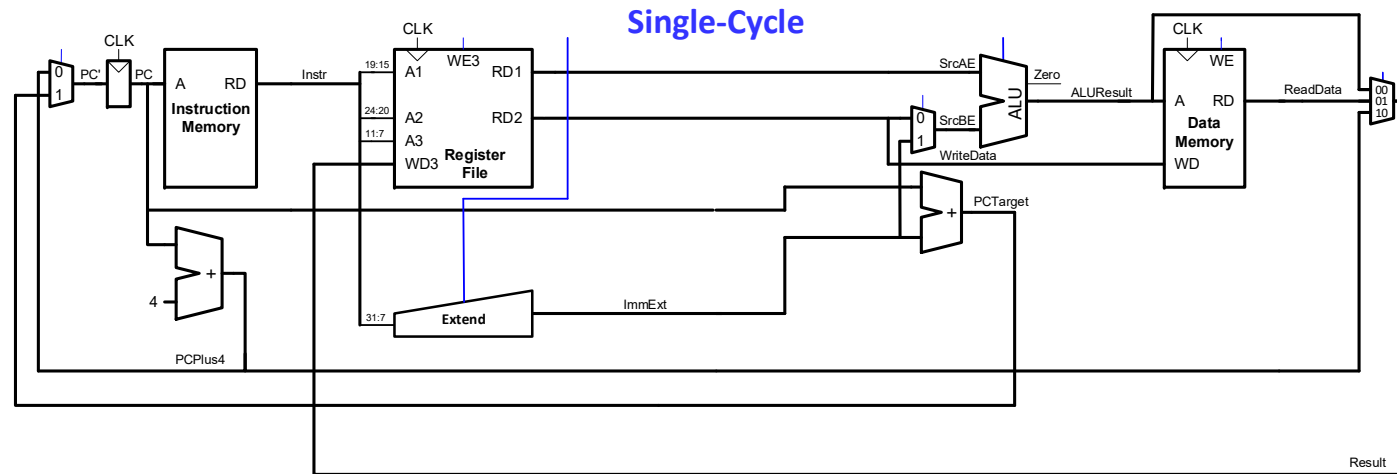 Single-Cycle
CLK
CLK
CLK
0
1
PC'
PC
A
RD
Instruction
Memory
Instr
19:15
24:20
11:7
31:7
A1
A2
A3
WD3
WE3
RD1
RD2
Register
File
SrcAE
0
1
SrcBE
ALU
Zero
ALUResult
WriteData
A
RD
WE
WD
Data
Memory
ReadData
00
01
10
+
PCTarget
+
4
Extend
ImmExt
PCPlus4
Result